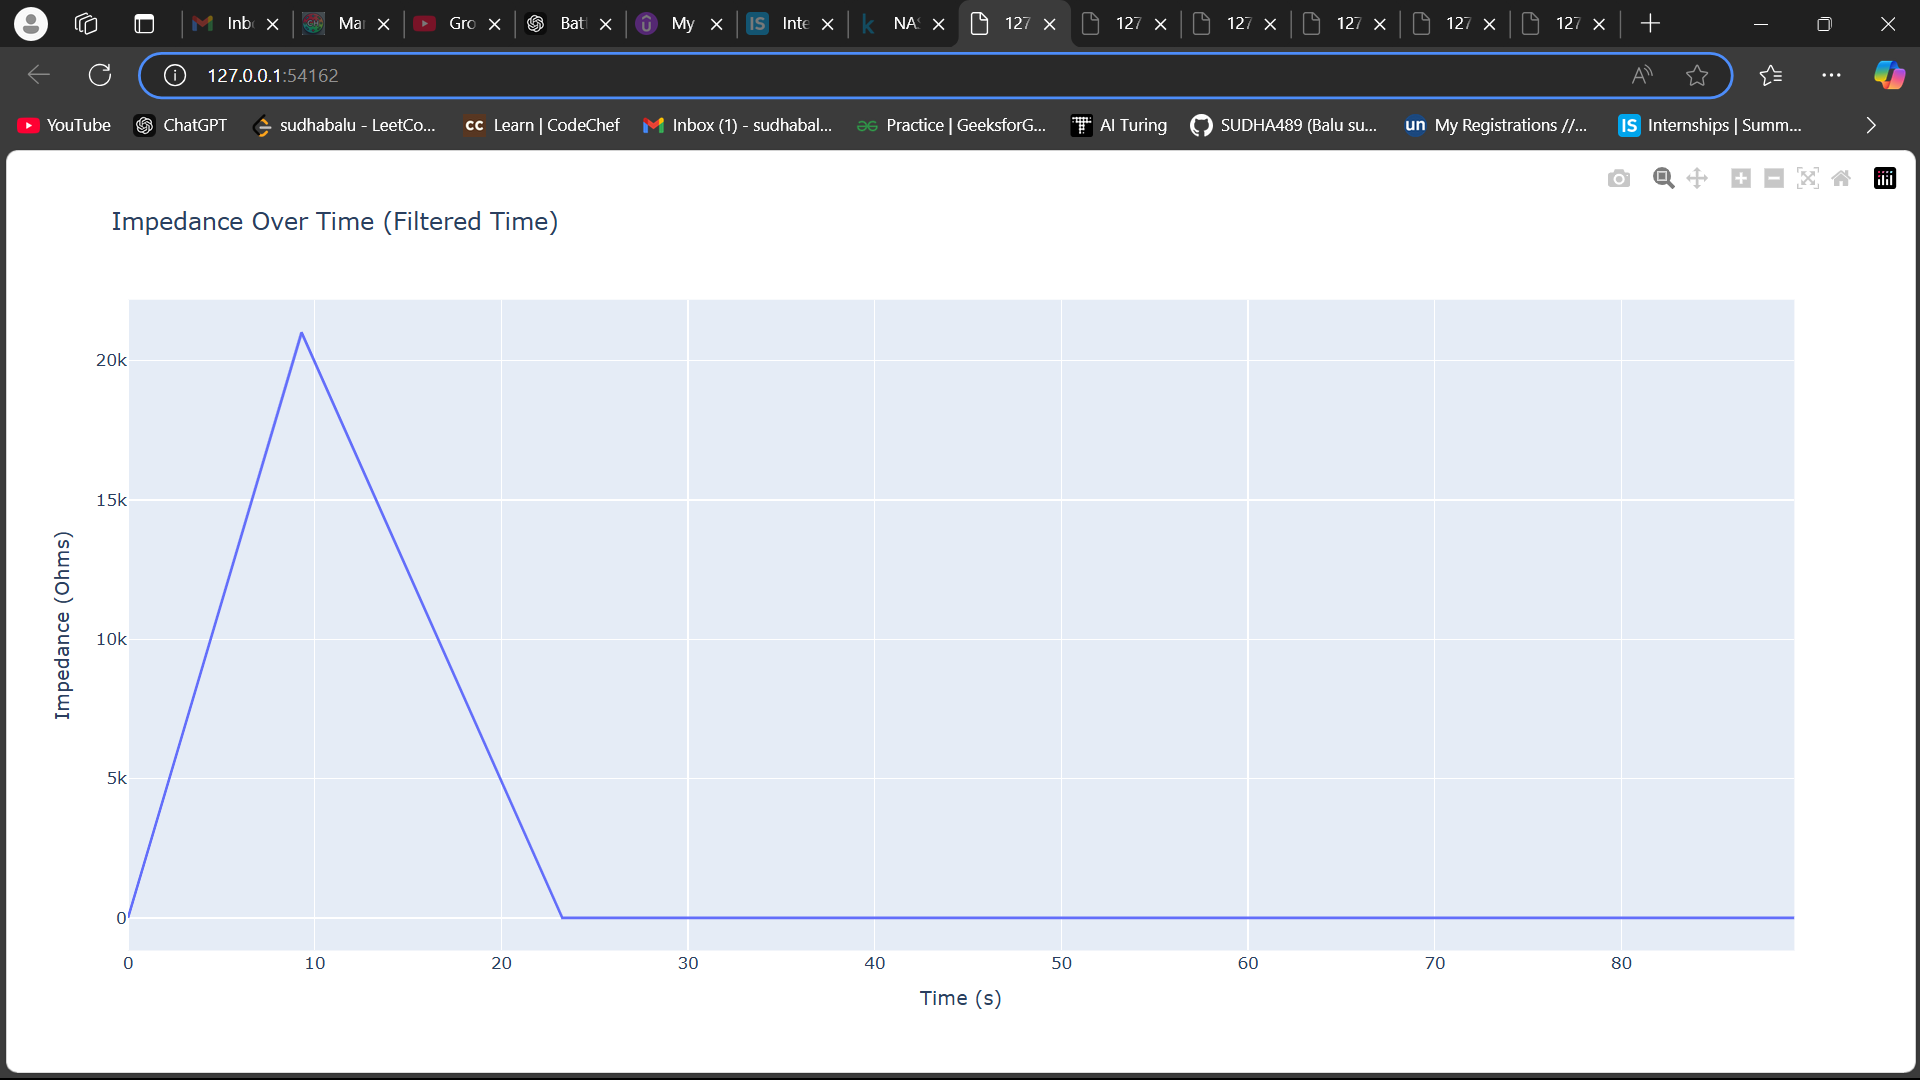 Inb Mar Gro Bat My Inte NAS 127 127 127 127 127 127
127.0.0.1:54162
YouTube ChatGPT sudhabalu - LeetCo... Learn | CodeChef Inbox (1) - sudhabal... Practice | GeeksforG... AI Turing SUDHA489 (Balu su... My Registrations //... Internships | Summ...
Impedance Over Time (Filtered Time)
20k
15k
10k
5k
0
Impedance (Ohms)
0 10 20 30 40 50 60 70 80
Time (s)